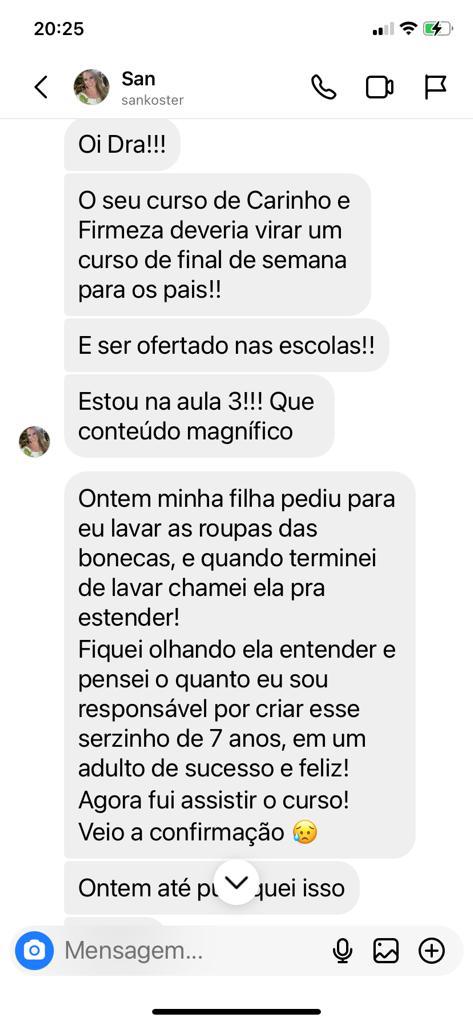 20:25
San
sankoster
Oi Dra!!!
O seu curso de Carinho e
Firmeza deveria virar um
curso de final de semana
para os pais!!
E ser ofertado nas escolas!!
Estou na aula 3!!! Que
conteúdo magnífico
Ontem minha filha pediu para
eu lavar as roupas das
bonecas, e quando terminei
de lavar chamei ela pra
estender!
Fiquei olhando ela entender e
pensei o quanto eu sou
responsável por criar esse
serzinho de 7 anos, em um
adulto de sucesso e feliz!
Agora fui assistir o curso!
Veio a confirmação 😥
Ontem até isso
Mensagem...